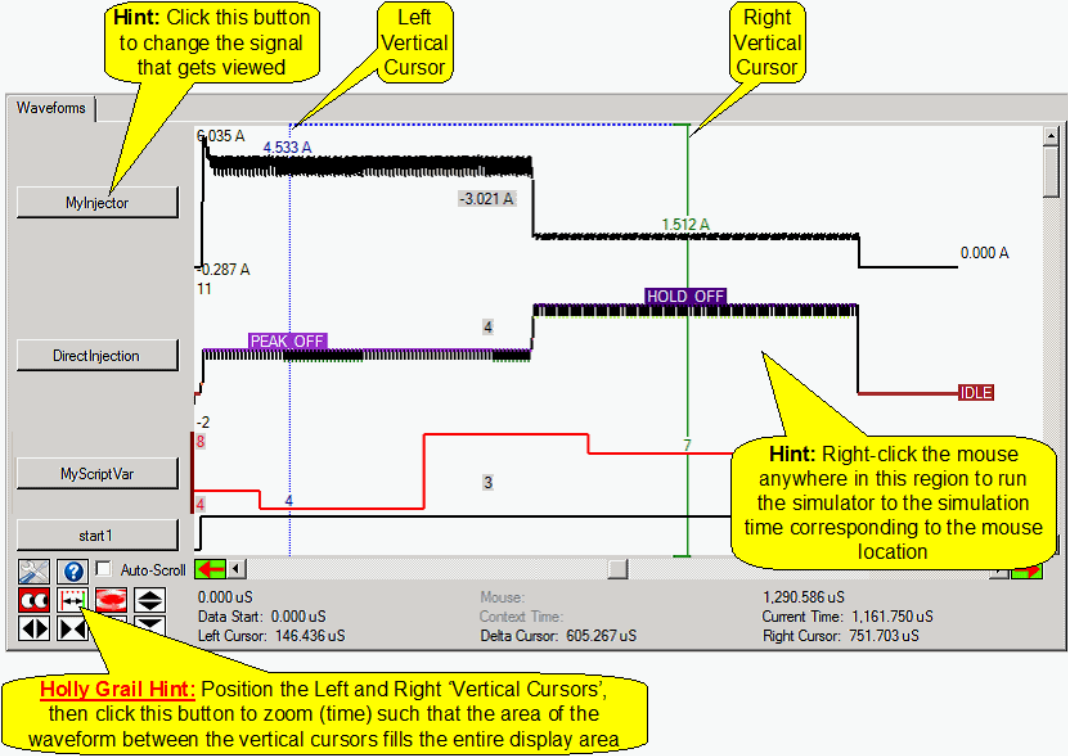 Hint: Click this button
to change the signal
that gets viewed
Left
Vertical
Cursor
Right
Vertical
Cursor
Waveforms
6.035 A
4.533 A
MyInjector
-3.021 A
1.512 A
0.000 A
-0.287 A
11
HOLD_OFF
4
PEAK_OFF
DirectInjection
IDLE
-2
8
7
MyScriptVar
3
4
4
start1
Hint: Right-click the mouse
anywhere in this region to run
the simulator to the simulation
time corresponding to the mouse
location
Auto-Scroll
0.000 uS
Mouse:
1,290.586 uS
Data Start: 0.000 uS
Context Time:
Current Time: 1,161.750 uS
Left Cursor: 146.436 uS
Delta Cursor: 605.267 uS
Right Cursor: 751.703 uS
Holly Grail Hint: Position the Left and Right ‘Vertical Cursors’,
then click this button to zoom (time) such that the area of the
waveform between the vertical cursors fills the entire display area